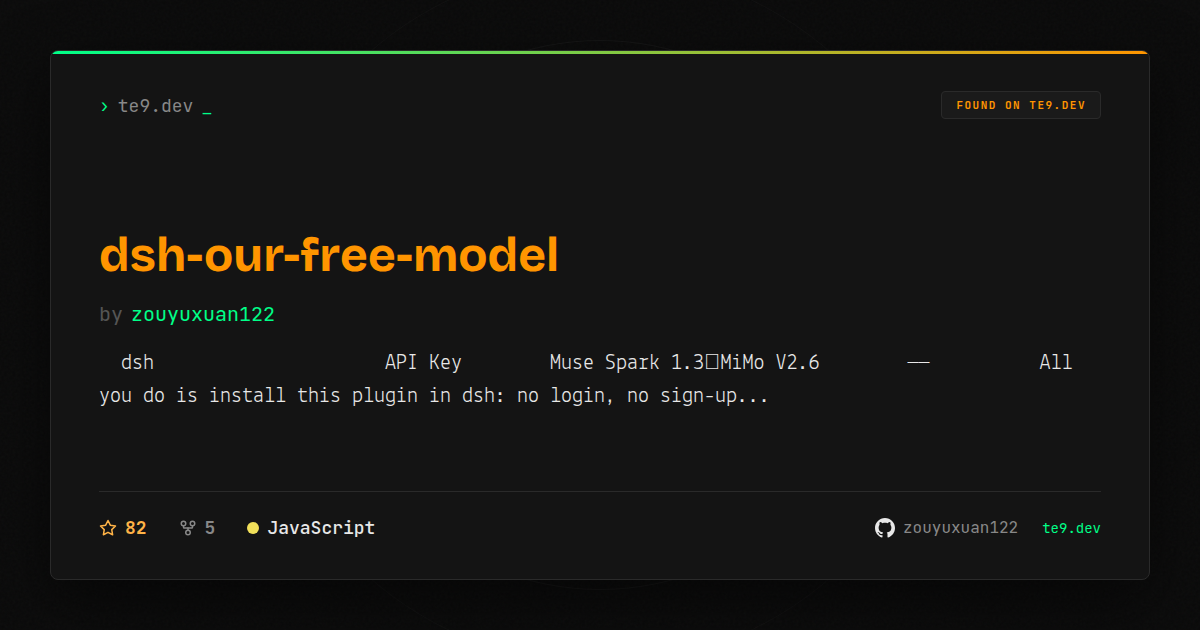 › te9.dev _
FOUND ON TE9.DEV
dsh-our-free-model
by zouyuxuan122
dsh API Key Muse Spark 1.3□MiMo V2.6 —— All
you do is install this plugin in dsh: no login, no sign-up...
82 5 JavaScript
zouyuxuan122 te9.dev